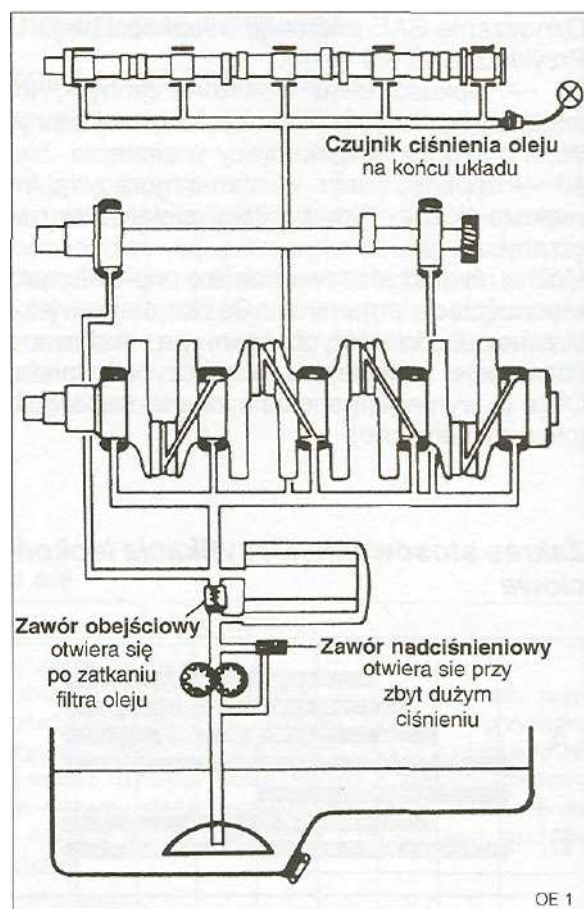 Czujnik ciśnienia oleju
na końcu układu
Zawór obejściowy
otwiera się
po zatkaniu
filtra oleju
Zawór nadciśnieniowy
otwiera sie przy
zbyt dużym
ciśnieniu
OE 1